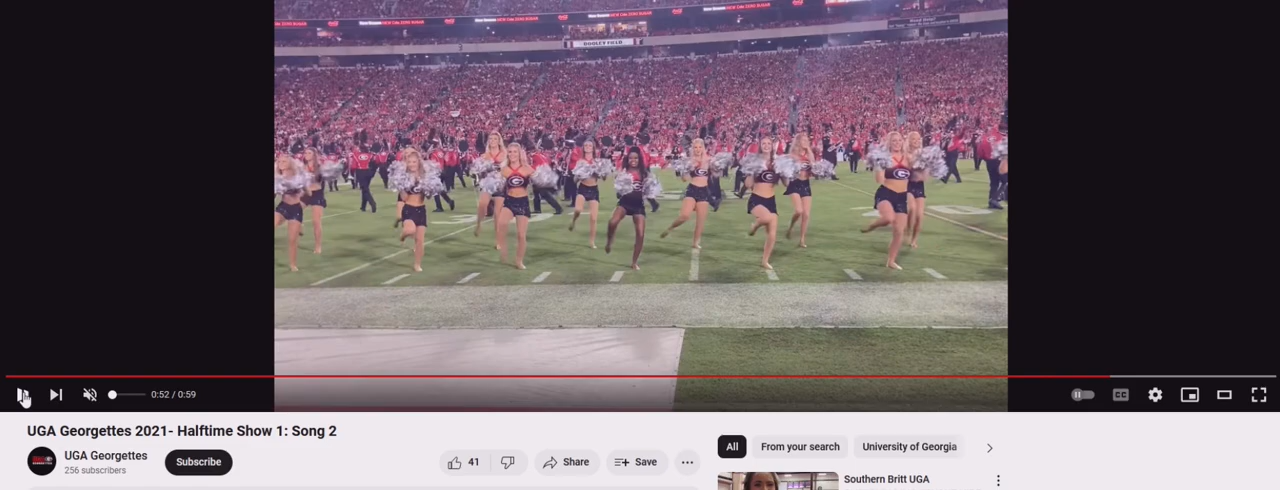 DOOLEY FIELD
0:52 / 0:59
CC
UGA Georgettes 2021- Halftime Show 1: Song 2
UGA Georgettes
256 subscribers
Subscribe
41
Share
Save
All
From your search
University of Georgia
Southern Britt UGA